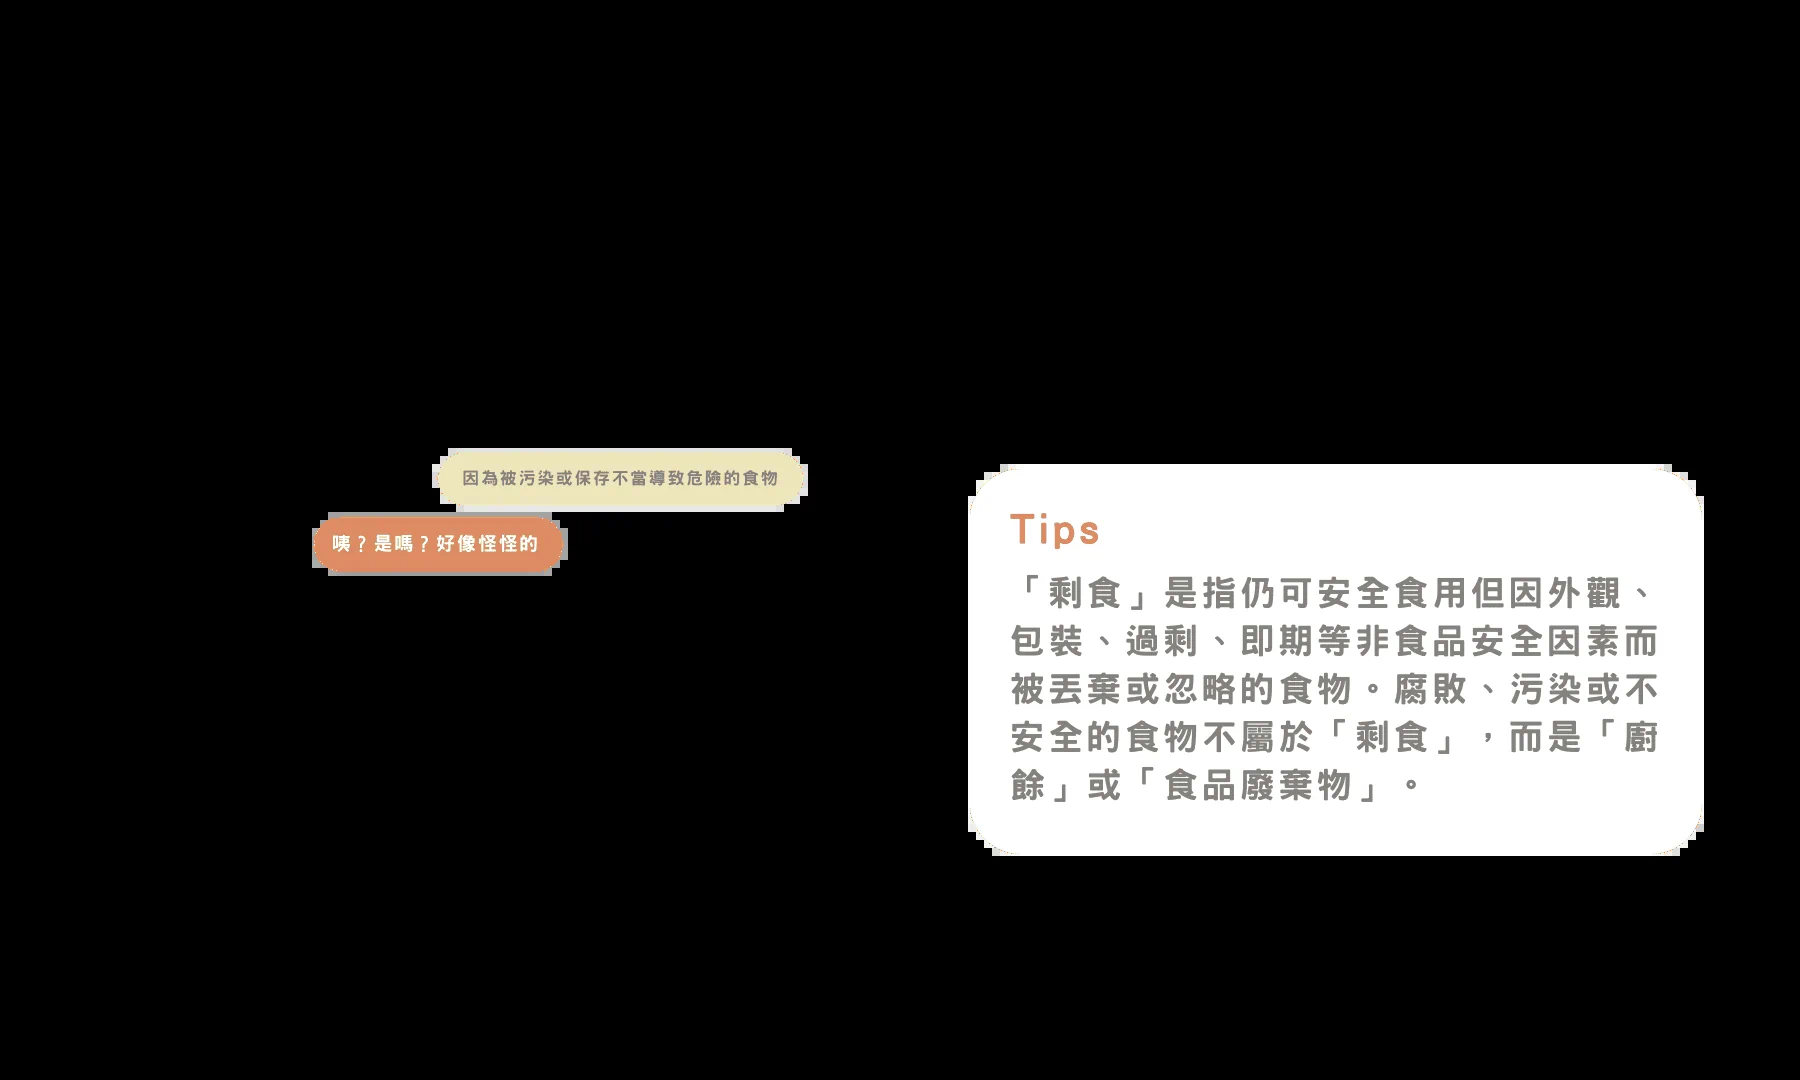 因為被污染或保存不當導致危險的食物
咦？是嗎？好像怪怪的
Tips
「剩食」是指仍可安全食用但因外觀、
包裝、過剩、即期等非食品安全因素而
被丟棄或忽略的食物。腐敗、污染或不
安全的食物不屬於「剩食」，而是「廚
餘」或「食品廢棄物」。